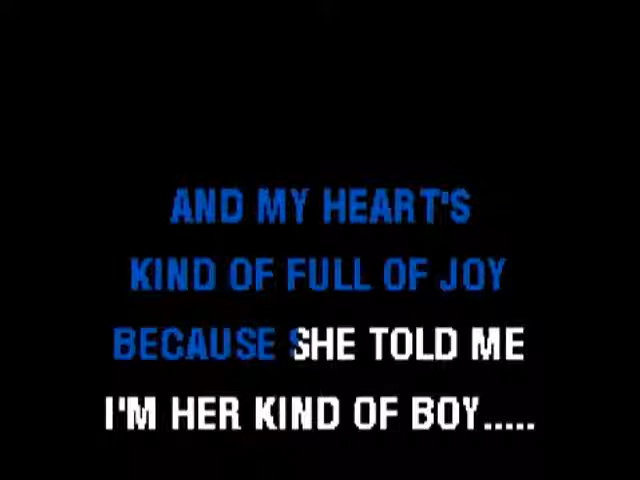 AND MY HEART'S
KIND OF FULL OF JOY
BECAUSE SHE TOLD ME
I'M HER KIND OF BOY.....